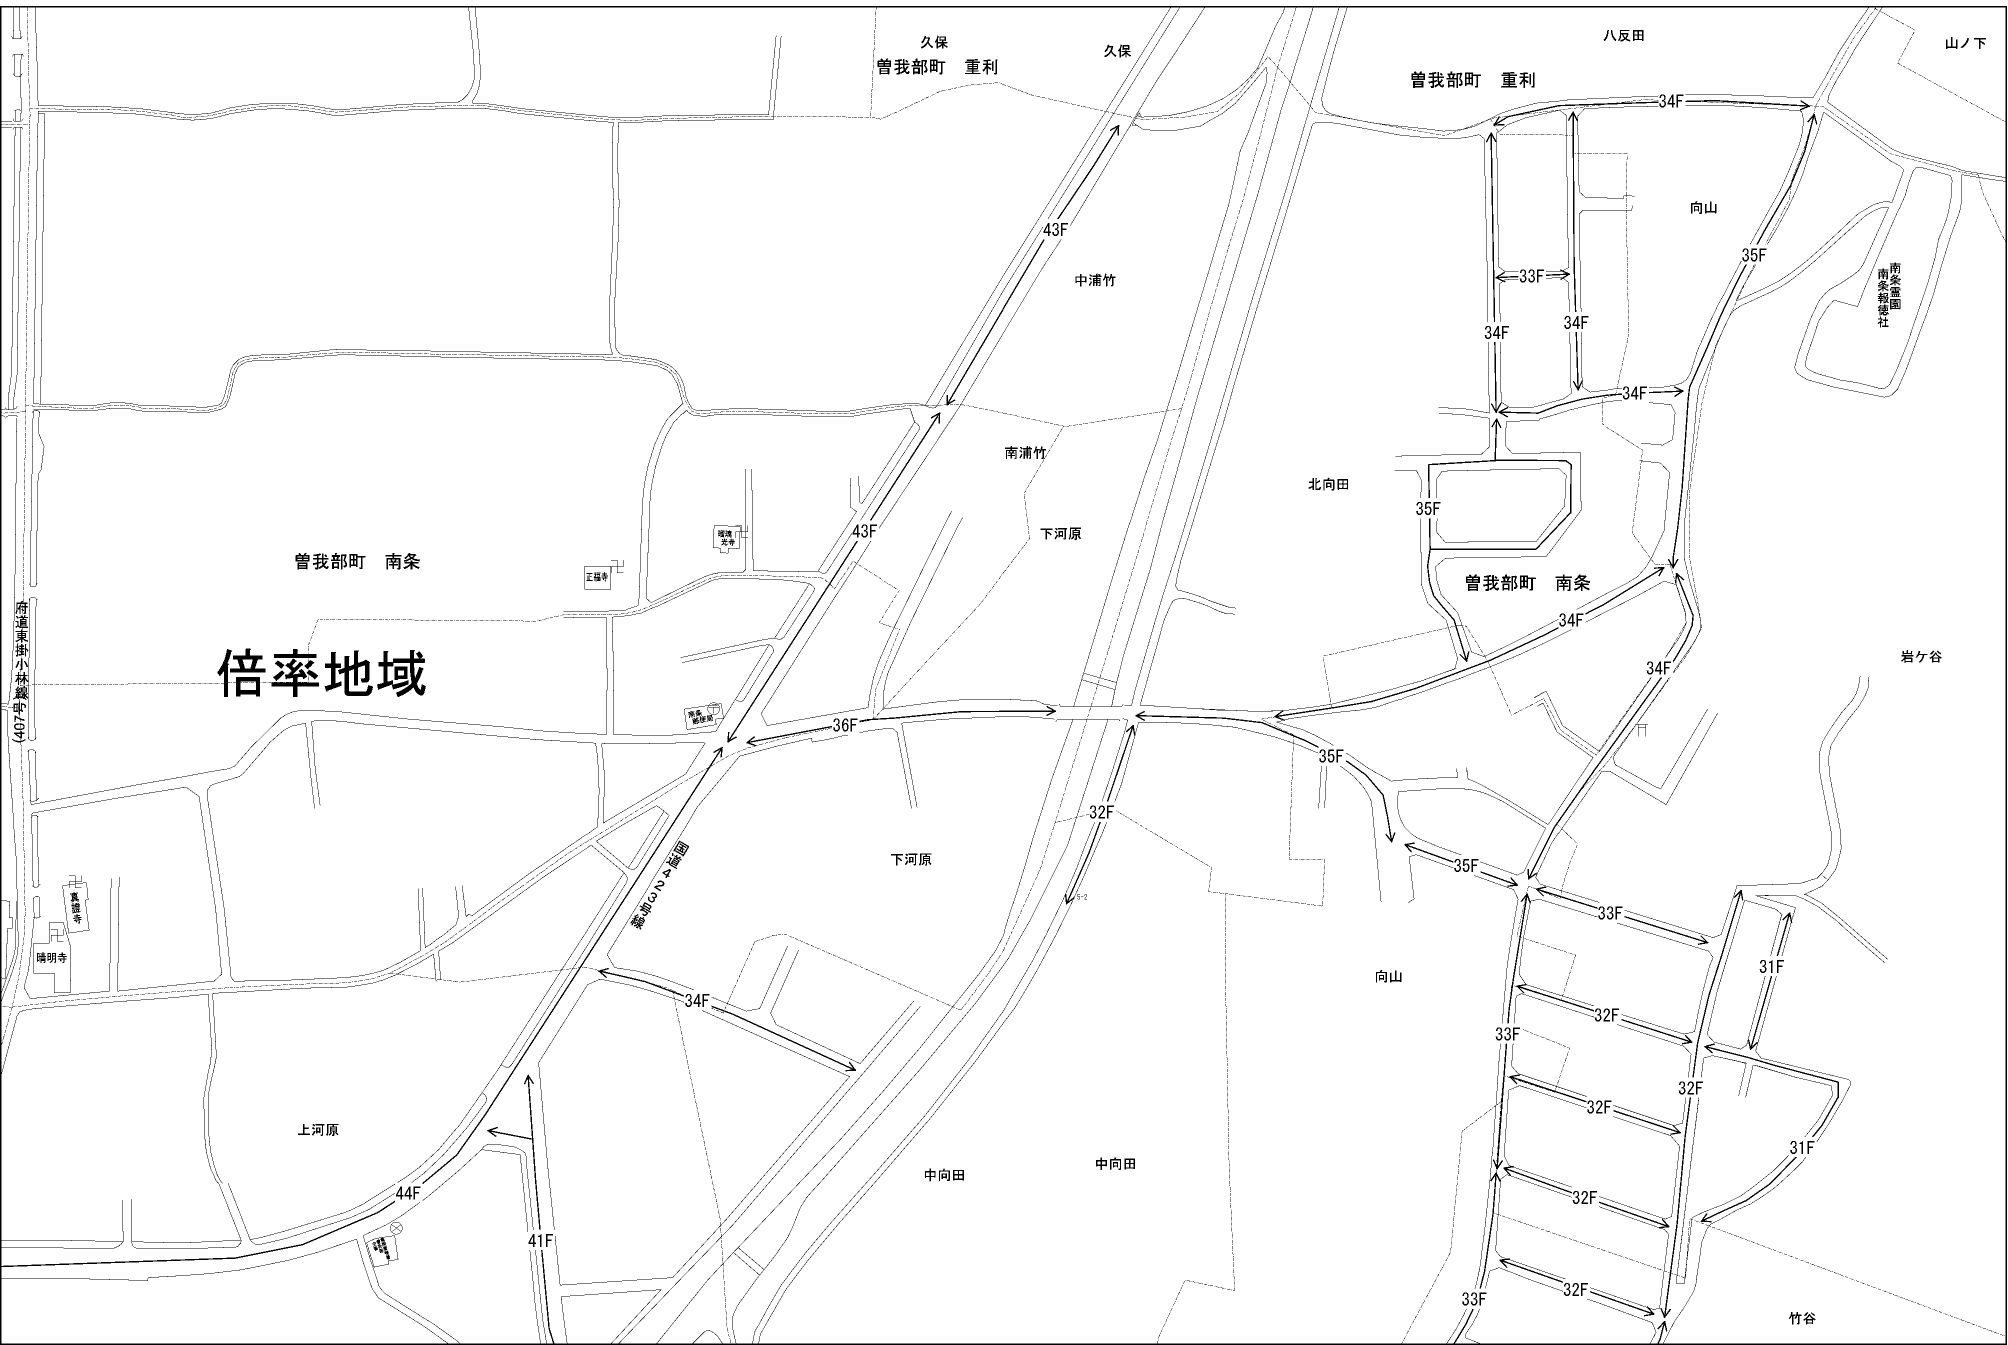 久保
曽我部町　重利
久保
八反田
山ノ下
曽我部町　重利
34F
向山
43F
35F
中浦竹
33F
南条霊園
南条報徳社
34F
34F
34F
南浦竹
北向田
35F
43F
下河原
曽我部町　南条
正福寺
曽我部町　南条
府道東掛小林線
(407号)
34F
岩ケ谷
34F
倍率地域
南条
郵便局
36F
35F
32F
国道423号線
下河原
35F
5-2
真證寺
33F
晴明寺
31F
向山
34F
32F
33F
32F
32F
上河原
31F
中向田
中向田
44F
32F
41F
32F
33F
竹谷